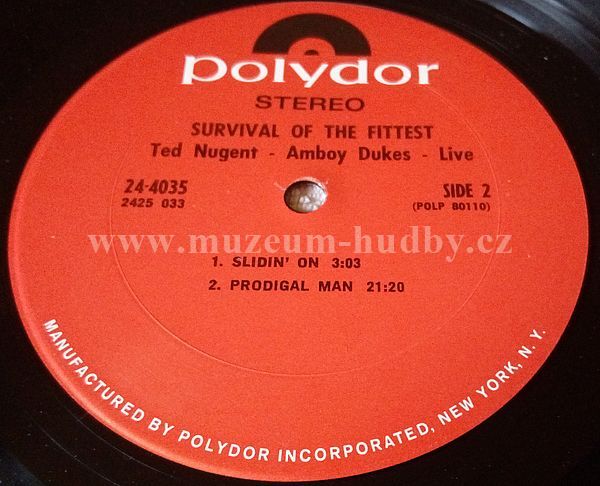 polydor
STEREO
SURVIVAL OF THE FITTEST
Ted Nugent - Amboy Dukes - Live
24-4035 SIDE 2
2425 033 (POLP 80110)
www.muzeum-hudby.cz
1. SLIDIN' ON 3:03
2. PRODIGAL MAN 21:20
MANUFACTURED BY POLYDOR INCORPORATED, NEW YORK, N. Y.